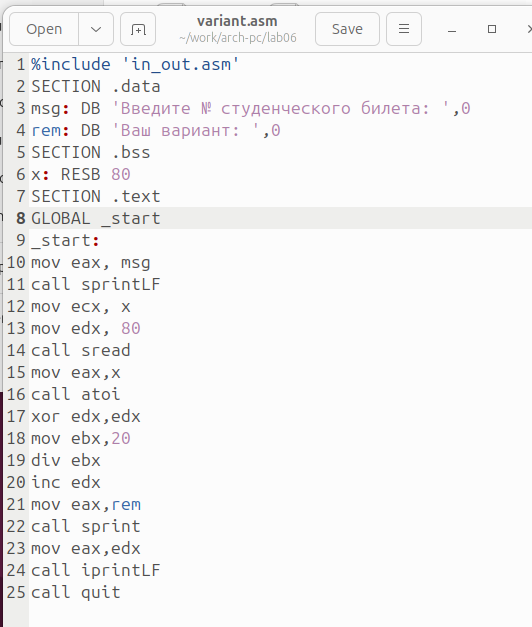 Open
variant.asm
~/work/arch-pc/lab06
Save
1 %include 'in_out.asm'
2 SECTION .data
3 msg: DB 'Введите № студенческого билета: ',0
4 rem: DB 'Ваш вариант: ',0
5 SECTION .bss
6 x: RESB 80
7 SECTION .text
8 GLOBAL _start
9 _start:
10 mov eax, msg
11 call sprintLF
12 mov ecx, x
13 mov edx, 80
14 call sread
15 mov eax,x
16 call atoi
17 xor edx,edx
18 mov ebx,20
19 div ebx
20 inc edx
21 mov eax,rem
22 call sprint
23 mov eax,edx
24 call iprintLF
25 call quit